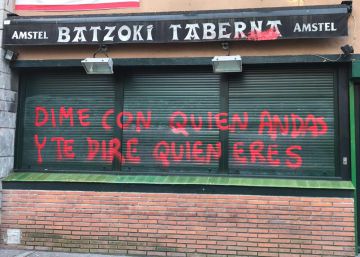 AMSTEL BATZOKI TABERNA AMSTEL
DIME CON QUIEN ANDAS
Y TE DIRE QUIEN ERES